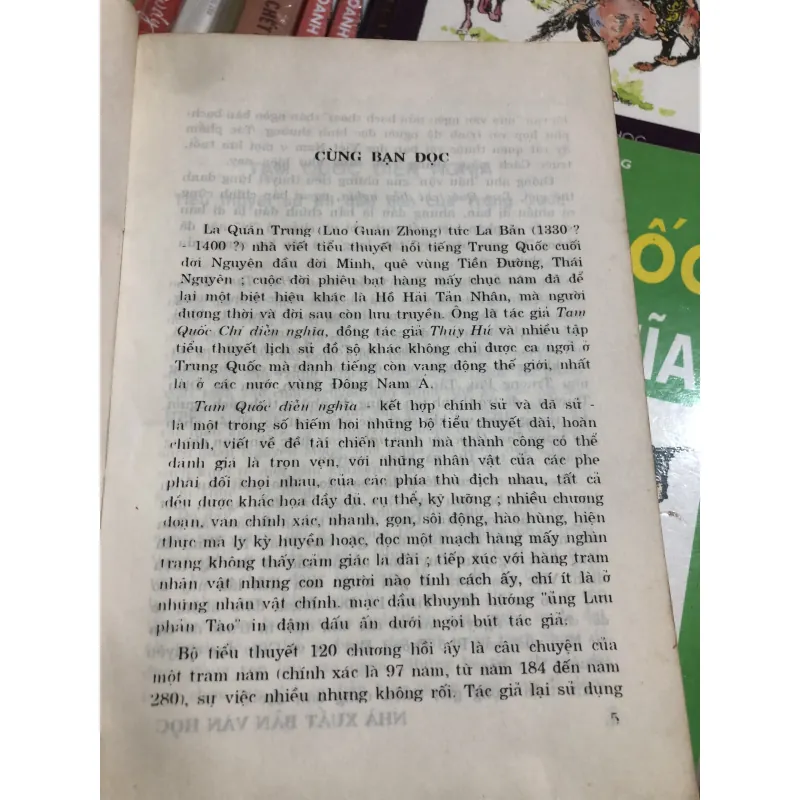 CHẾT
OANH
OANH
HỌC
G
ỐC
ĨA
CÙNG BẠN ĐỌC
La Quán Trung (Luo Guan Zhong) tức La Bản (1330 ?
- 1400 ?) nhà viết tiểu thuyết nổi tiếng Trung Quốc cuối
đời Nguyên đầu đời Minh, quê vùng Tiền Đường, Thái
Nguyên ; cuộc đời phiêu bạt hàng mấy chục năm đã để
lại một biệt hiệu khác là Hồ Hải Tản Nhân, mà người
đương thời và đời sau còn lưu truyền. Ông là tác giả Tam
Quốc Chí diễn nghĩa, đồng tác giả Thủy Hử và nhiều tập
tiểu thuyết lịch sử đồ sộ khác không chỉ được ca ngợi ở
Trung Quốc mà danh tiếng còn vang động thế giới, nhất
là ở các nước vùng Đông Nam Á.
Tam Quốc diễn nghĩa - kết hợp chính sử và dã sử -
là một trong số hiếm hoi những bộ tiểu thuyết dài, hoàn
chỉnh, viết về đề tài chiến tranh mà thành công có thể
đánh giá là trọn vẹn, với những nhân vật của các phe
phái đối chọi nhau, của các phía thù địch nhau, tất cả
đều được khắc họa đầy đủ, cụ thể, kỹ lưỡng ; nhiều chương
đoạn, văn chính xác, nhanh, gọn, sôi động, hào hùng, hiện
thực mà ly kỳ huyền hoặc, đọc một mạch hàng mấy nghìn
trang không thấy cảm giác là dài ; tiếp xúc với hàng trăm
nhân vật nhưng con người nào tính cách ấy, chí ít là ở
những nhân vật chính, mặc dầu khuynh hướng "ủng Lưu
phản Tào" in đậm dấu ấn dưới ngòi bút tác giả.
Bộ tiểu thuyết 120 chương hồi ấy là câu chuyện của
một trăm năm (chính xác là 97 năm, từ năm 184 đến năm
280), sự việc nhiều nhưng không rối. Tác giả lại sử dụng
NHÀ XUẤT BẢN VĂN HỌC
5